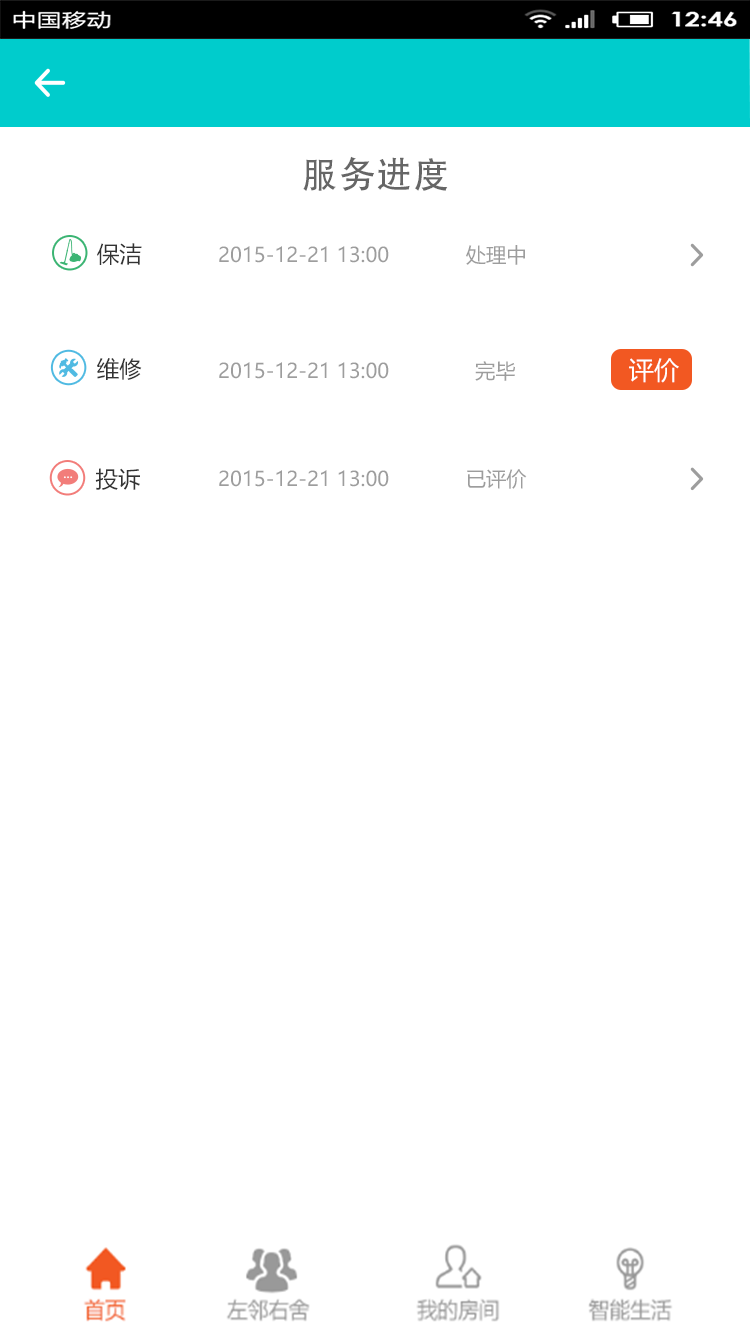 中国移动 12:46
服务进度
保洁 2015-12-21 13:00 处理中
维修 2015-12-21 13:00 完毕 评价
投诉 2015-12-21 13:00 已评价
首页 左邻右舍 我的房间 智能生活